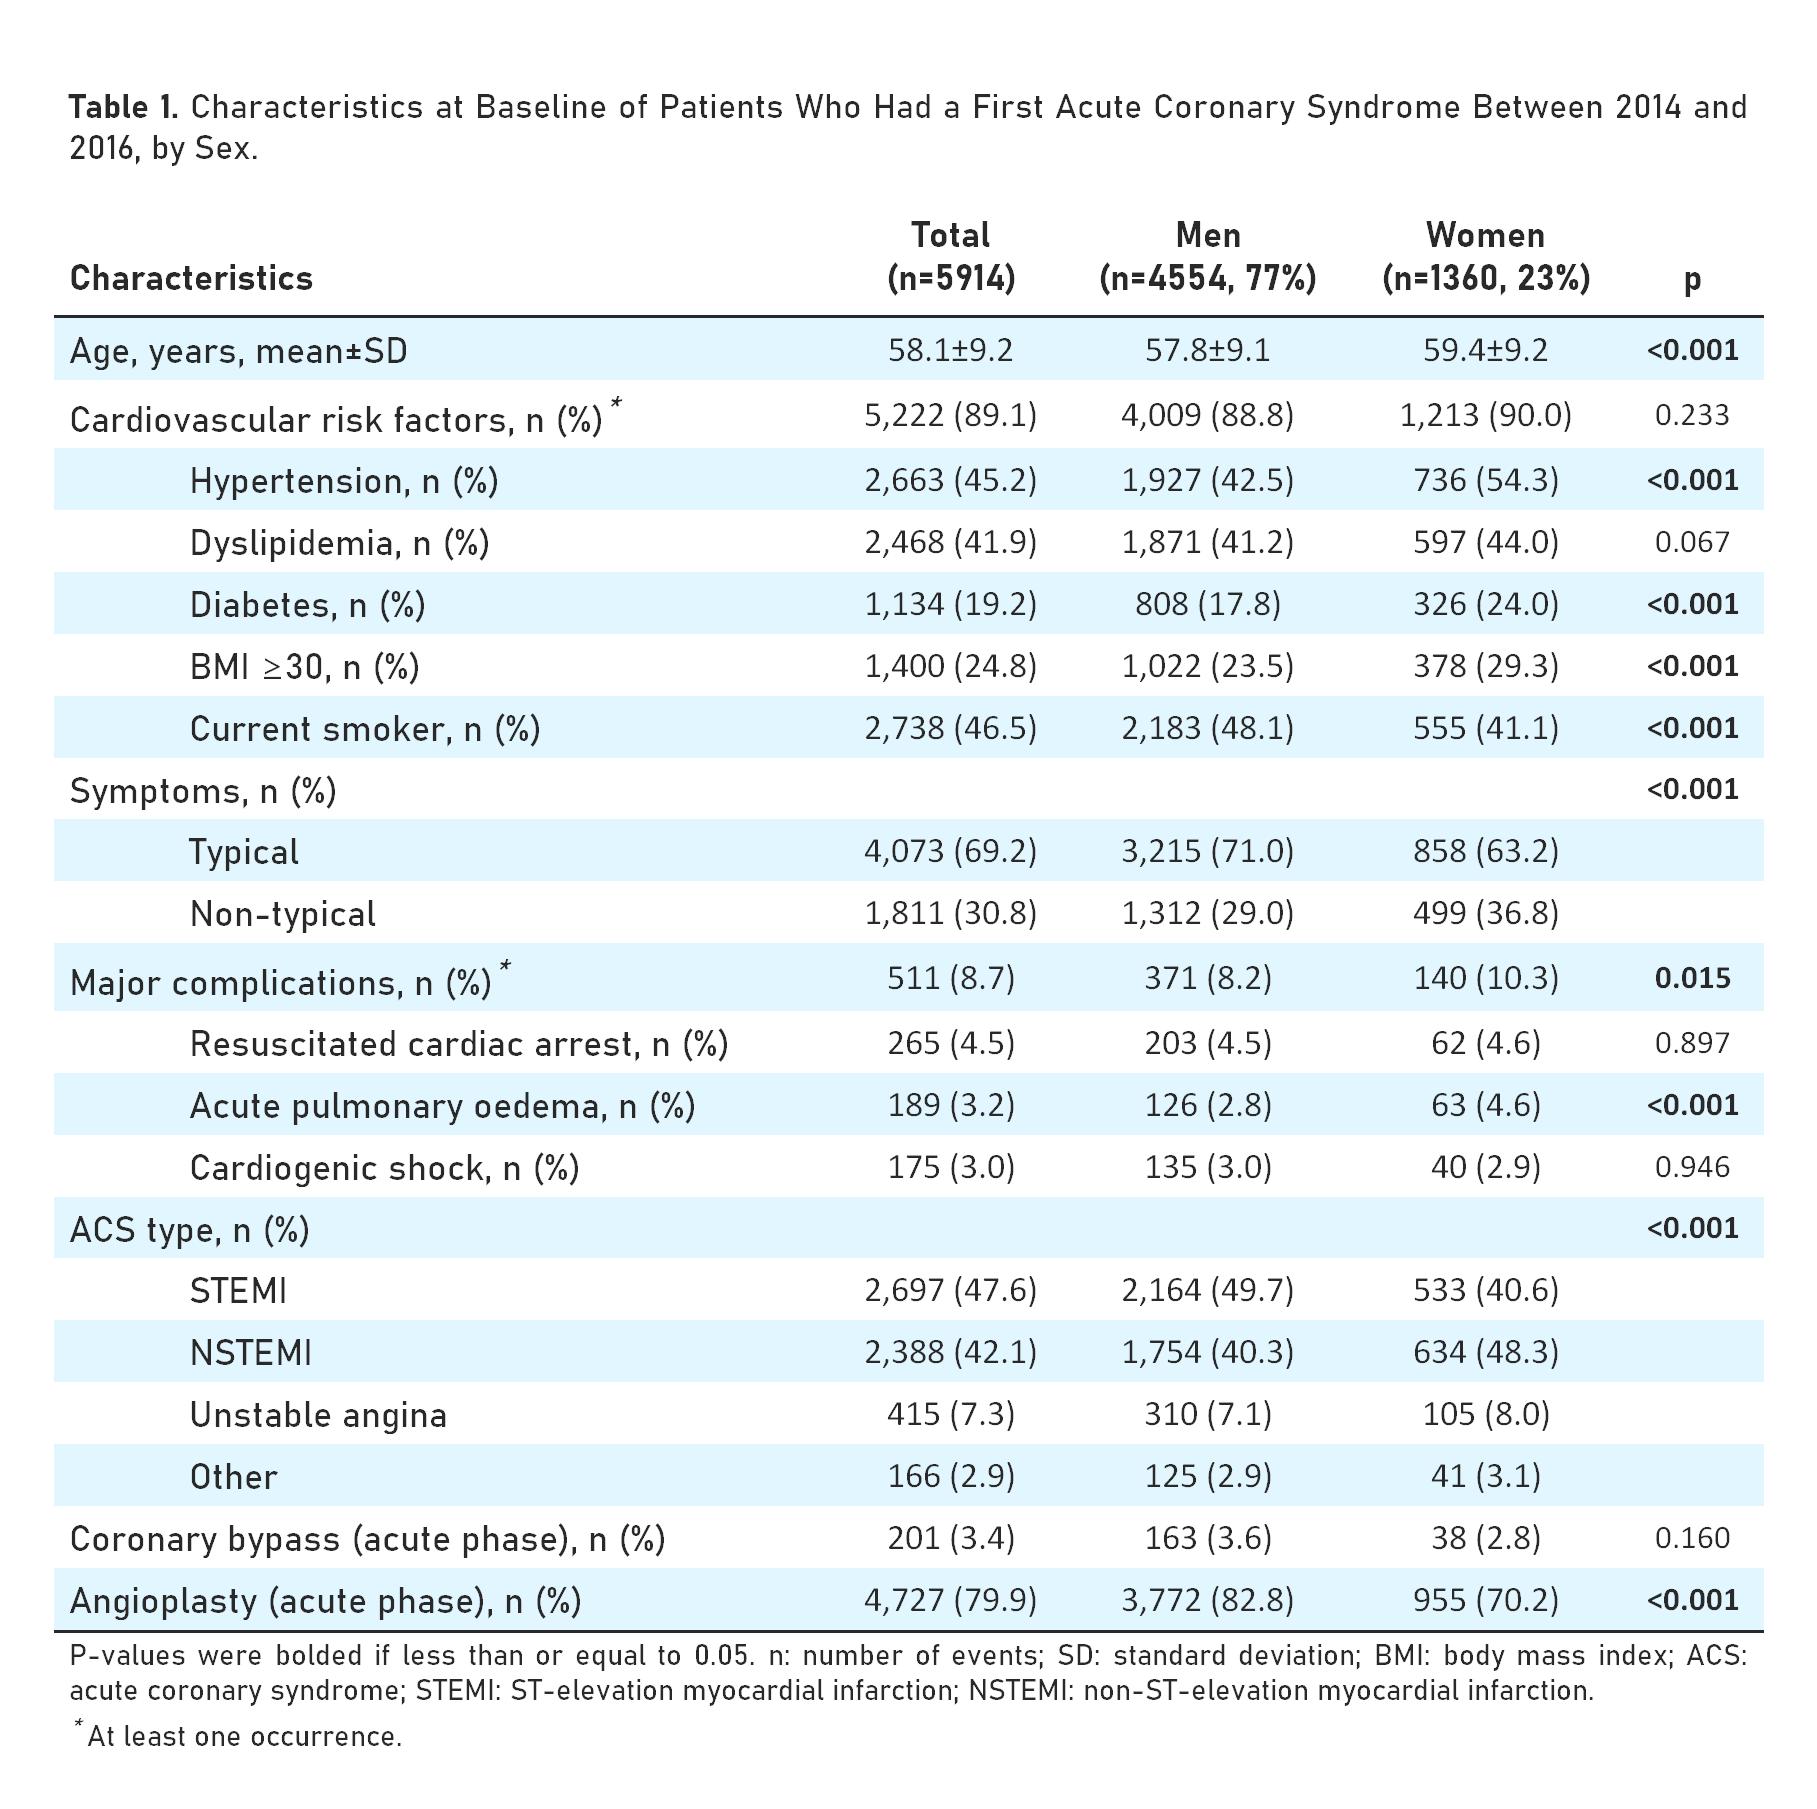 Table 1. Characteristics at Baseline of Patients Who Had a First Acute Coronary Syndrome Between 2014 and
2016, by Sex.
Characteristics Total (n=5914) Men (n=4554, 77%) Women (n=1360, 23%) p
Age, years, mean±SD 58.1±9.2 57.8±9.1 59.4±9.2 <0.001
Cardiovascular risk factors, n (%)* 5,222 (89.1) 4,009 (88.8) 1,213 (90.0) 0.233
Hypertension, n (%) 2,663 (45.2) 1,927 (42.5) 736 (54.3) <0.001
Dyslipidemia, n (%) 2,468 (41.9) 1,871 (41.2) 597 (44.0) 0.067
Diabetes, n (%) 1,134 (19.2) 808 (17.8) 326 (24.0) <0.001
BMI ≥30, n (%) 1,400 (24.8) 1,022 (23.5) 378 (29.3) <0.001
Current smoker, n (%) 2,738 (46.5) 2,183 (48.1) 555 (41.1) <0.001
Symptoms, n (%) <0.001
Typical 4,073 (69.2) 3,215 (71.0) 858 (63.2)
Non-typical 1,811 (30.8) 1,312 (29.0) 499 (36.8)
Major complications, n (%)* 511 (8.7) 371 (8.2) 140 (10.3) 0.015
Resuscitated cardiac arrest, n (%) 265 (4.5) 203 (4.5) 62 (4.6) 0.897
Acute pulmonary oedema, n (%) 189 (3.2) 126 (2.8) 63 (4.6) <0.001
Cardiogenic shock, n (%) 175 (3.0) 135 (3.0) 40 (2.9) 0.946
ACS type, n (%) <0.001
STEMI 2,697 (47.6) 2,164 (49.7) 533 (40.6)
NSTEMI 2,388 (42.1) 1,754 (40.3) 634 (48.3)
Unstable angina 415 (7.3) 310 (7.1) 105 (8.0)
Other 166 (2.9) 125 (2.9) 41 (3.1)
Coronary bypass (acute phase), n (%) 201 (3.4) 163 (3.6) 38 (2.8) 0.160
Angioplasty (acute phase), n (%) 4,727 (79.9) 3,772 (82.8) 955 (70.2) <0.001
P-values were bolded if less than or equal to 0.05. n: number of events; SD: standard deviation; BMI: body mass index; ACS:
acute coronary syndrome; STEMI: ST-elevation myocardial infarction; NSTEMI: non-ST-elevation myocardial infarction.
*At least one occurrence.